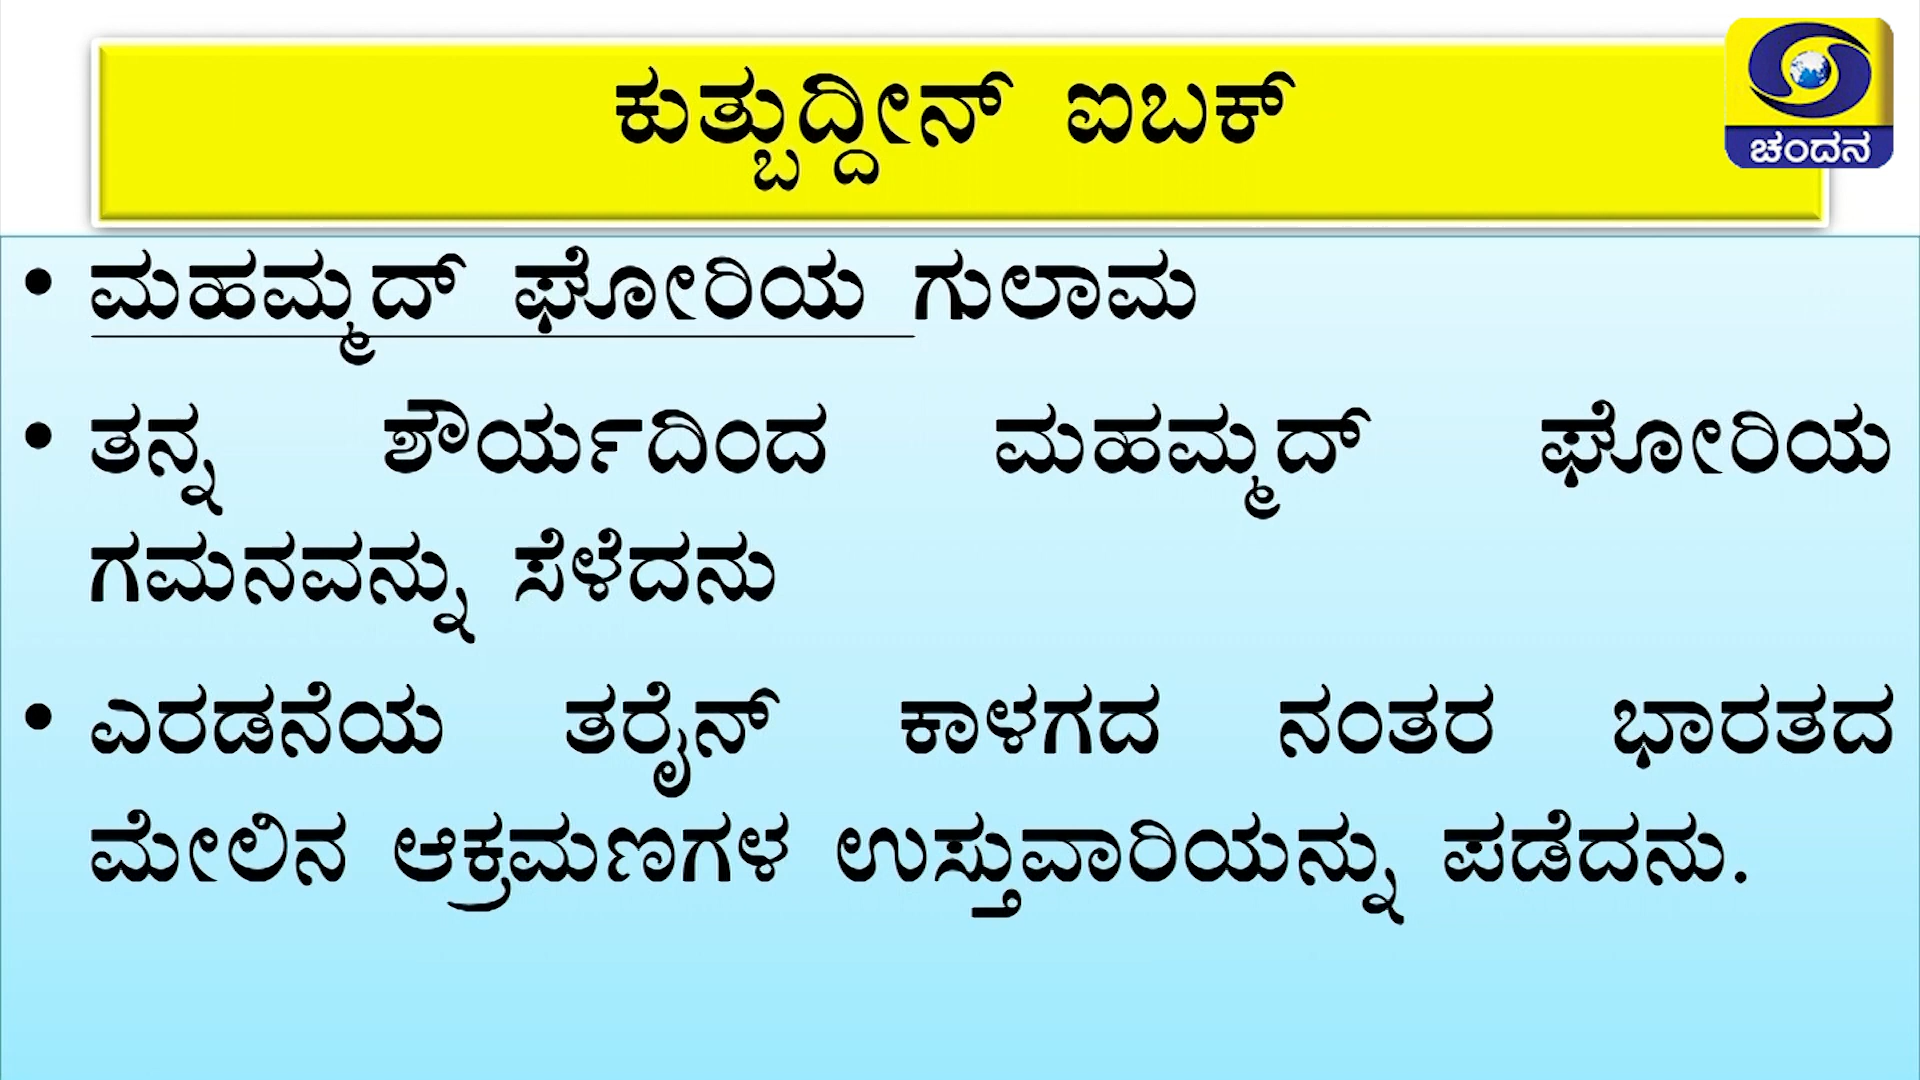 ಕುತ್ಬುದ್ದೀನ್ ಐಬಕ್
ಚಂದನ
• ಮಹಮ್ಮದ್ ಘೋರಿಯ ಗುಲಾಮ
• ತನ್ನ ಶೌರ್ಯದಿಂದ ಮಹಮ್ಮದ್ ಘೋರಿಯ
ಗಮನವನ್ನು ಸೆಳೆದನು
• ಎರಡನೆಯ ತರೈನ್ ಕಾಳಗದ ನಂತರ ಭಾರತದ
ಮೇಲಿನ ಆಕ್ರಮಣಗಳ ಉಸ್ತುವಾರಿಯನ್ನು ಪಡೆದನು.